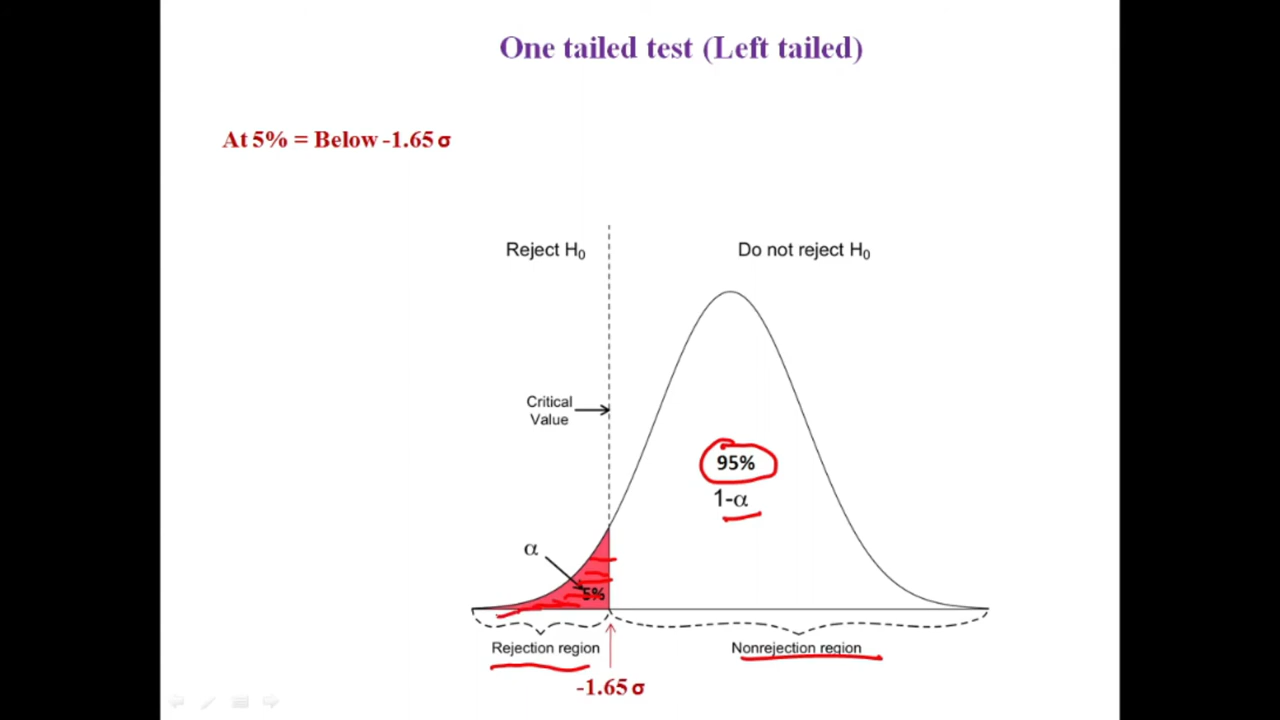 One tailed test (Left tailed)
At 5% = Below -1.65 σ
Reject H₀
Do not reject H₀
Critical
Value
95%
1-α
α
5%
Rejection region
Nonrejection region
-1.65 σ